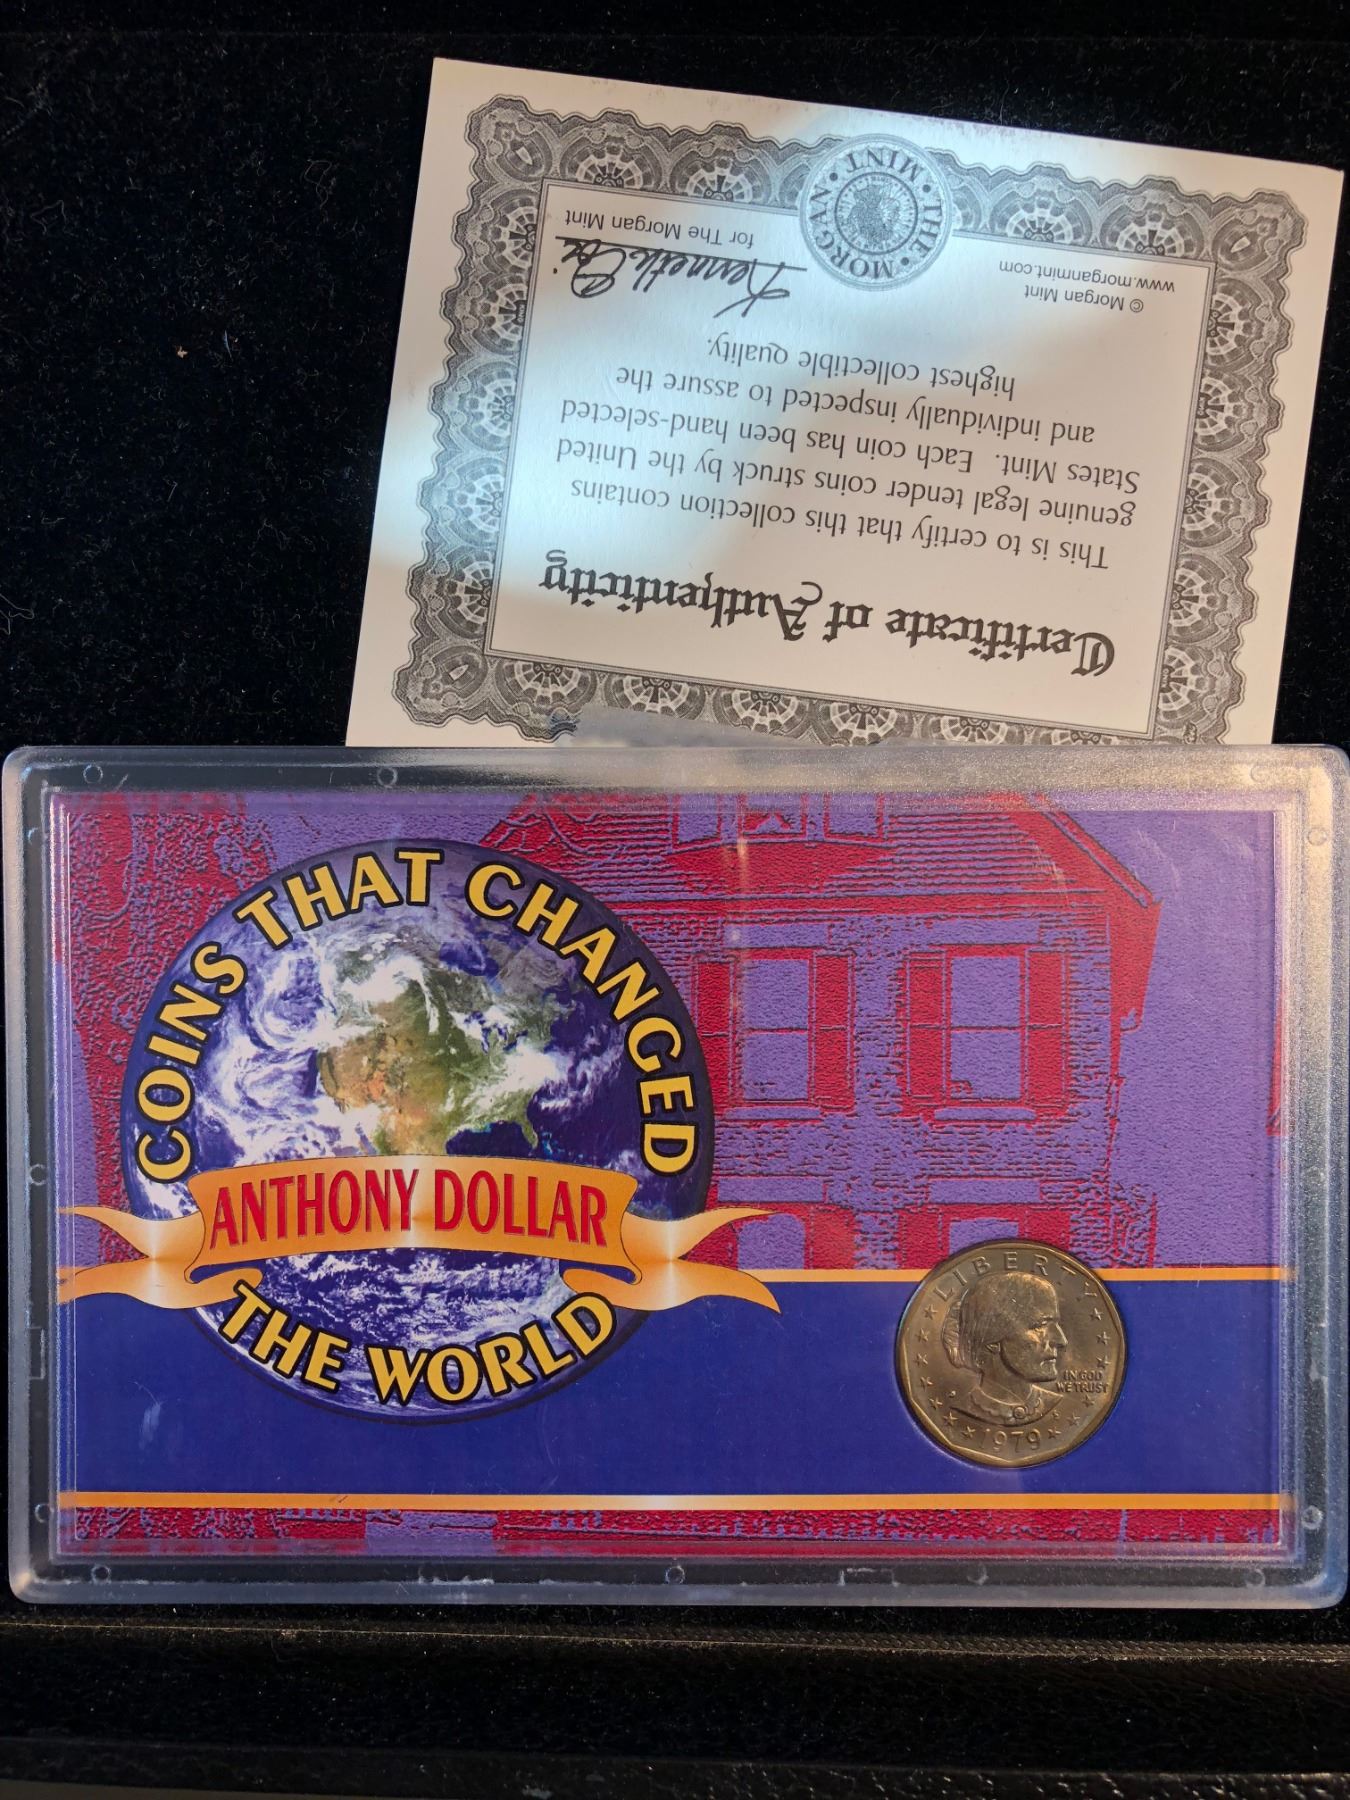 Certificate of Authenticity
This is to certify that this collection contains
genuine legal tender coins struck by the United
States Mint. Each coin has been hand-selected
and individually inspected to assure the
highest collectible quality.
© Morgan Mint
www.morganmint.com
THE MORGAN MINT
for The Morgan Mint
COINS THAT CHANGED
ANTHONY DOLLAR
THE WORLD
LIBERTY
IN GOD
WE TRUST
P
1979